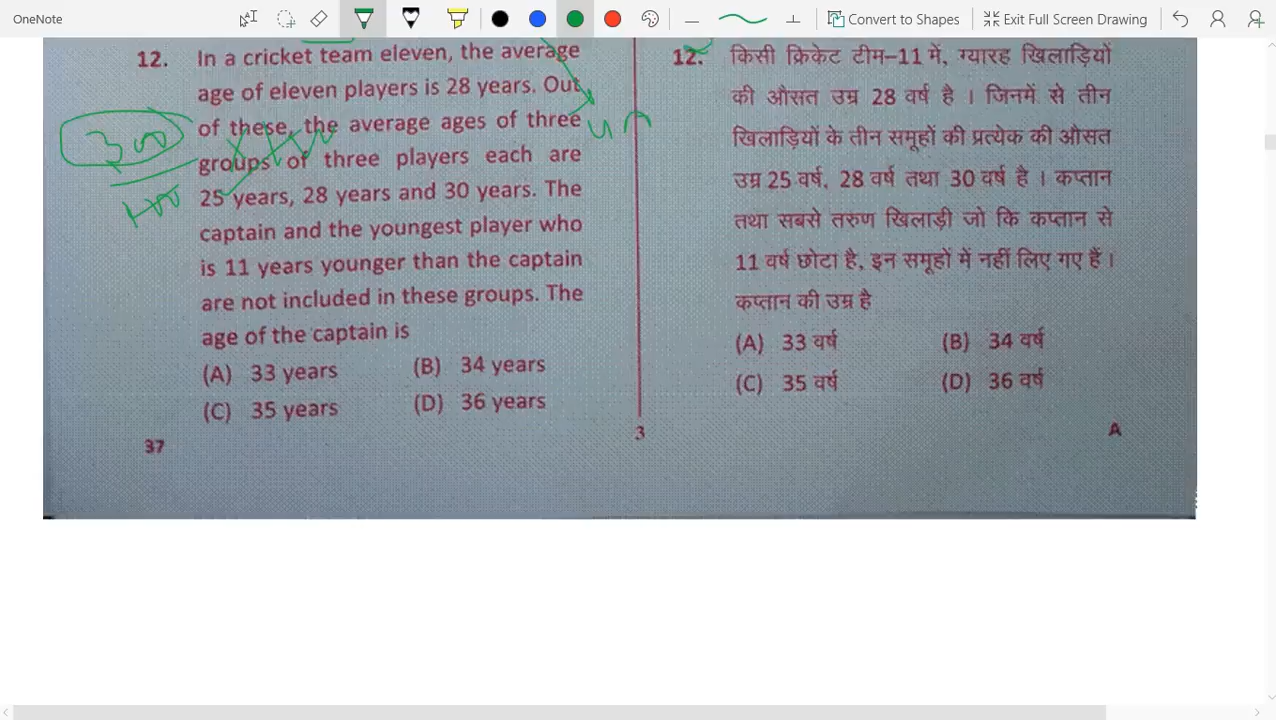 OneNote
Convert to Shapes
Exit Full Screen Drawing
12. In a cricket team eleven, the average
age of eleven players is 28 years. Out
of these, the average ages of three
groups of three players each are
25 years, 28 years and 30 years. The
captain and the youngest player who
is 11 years younger than the captain
are not included in these groups. The
age of the captain is
(A) 33 years (B) 34 years
(C) 35 years (D) 36 years
37
300
12. किसी क्रिकेट टीम–11 में, ग्यारह खिलाड़ियों
की औसत उम्र 28 वर्ष है । जिनमें से तीन
खिलाड़ियों के तीन समूहों की प्रत्येक की औसत
उम्र 25 वर्ष, 28 वर्ष तथा 30 वर्ष है । कप्तान
तथा सबसे तरुण खिलाड़ी जो कि कप्तान से
11 वर्ष छोटा है, इन समूहों में नहीं लिए गए हैं ।
कप्तान की उम्र है
(A) 33 वर्ष (B) 34 वर्ष
(C) 35 वर्ष (D) 36 वर्ष
3
A